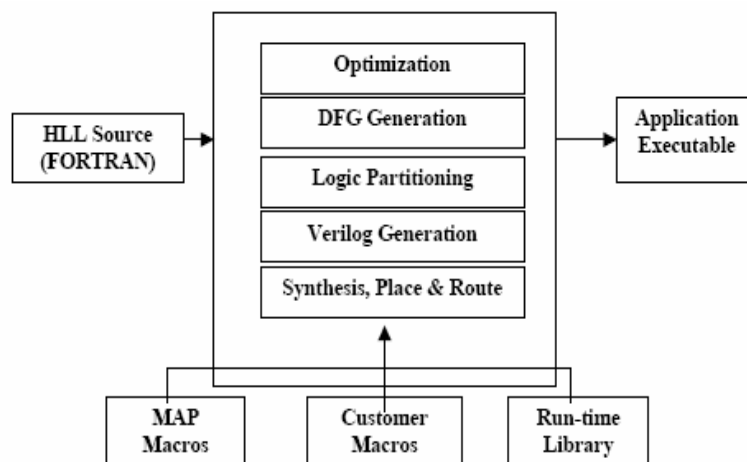 Optimization
DFG Generation
HLL Source
(FORTRAN)
Application
Executable
Logic Partitioning
Verilog Generation
Synthesis, Place & Route
MAP
Macros
Customer
Macros
Run-time
Library